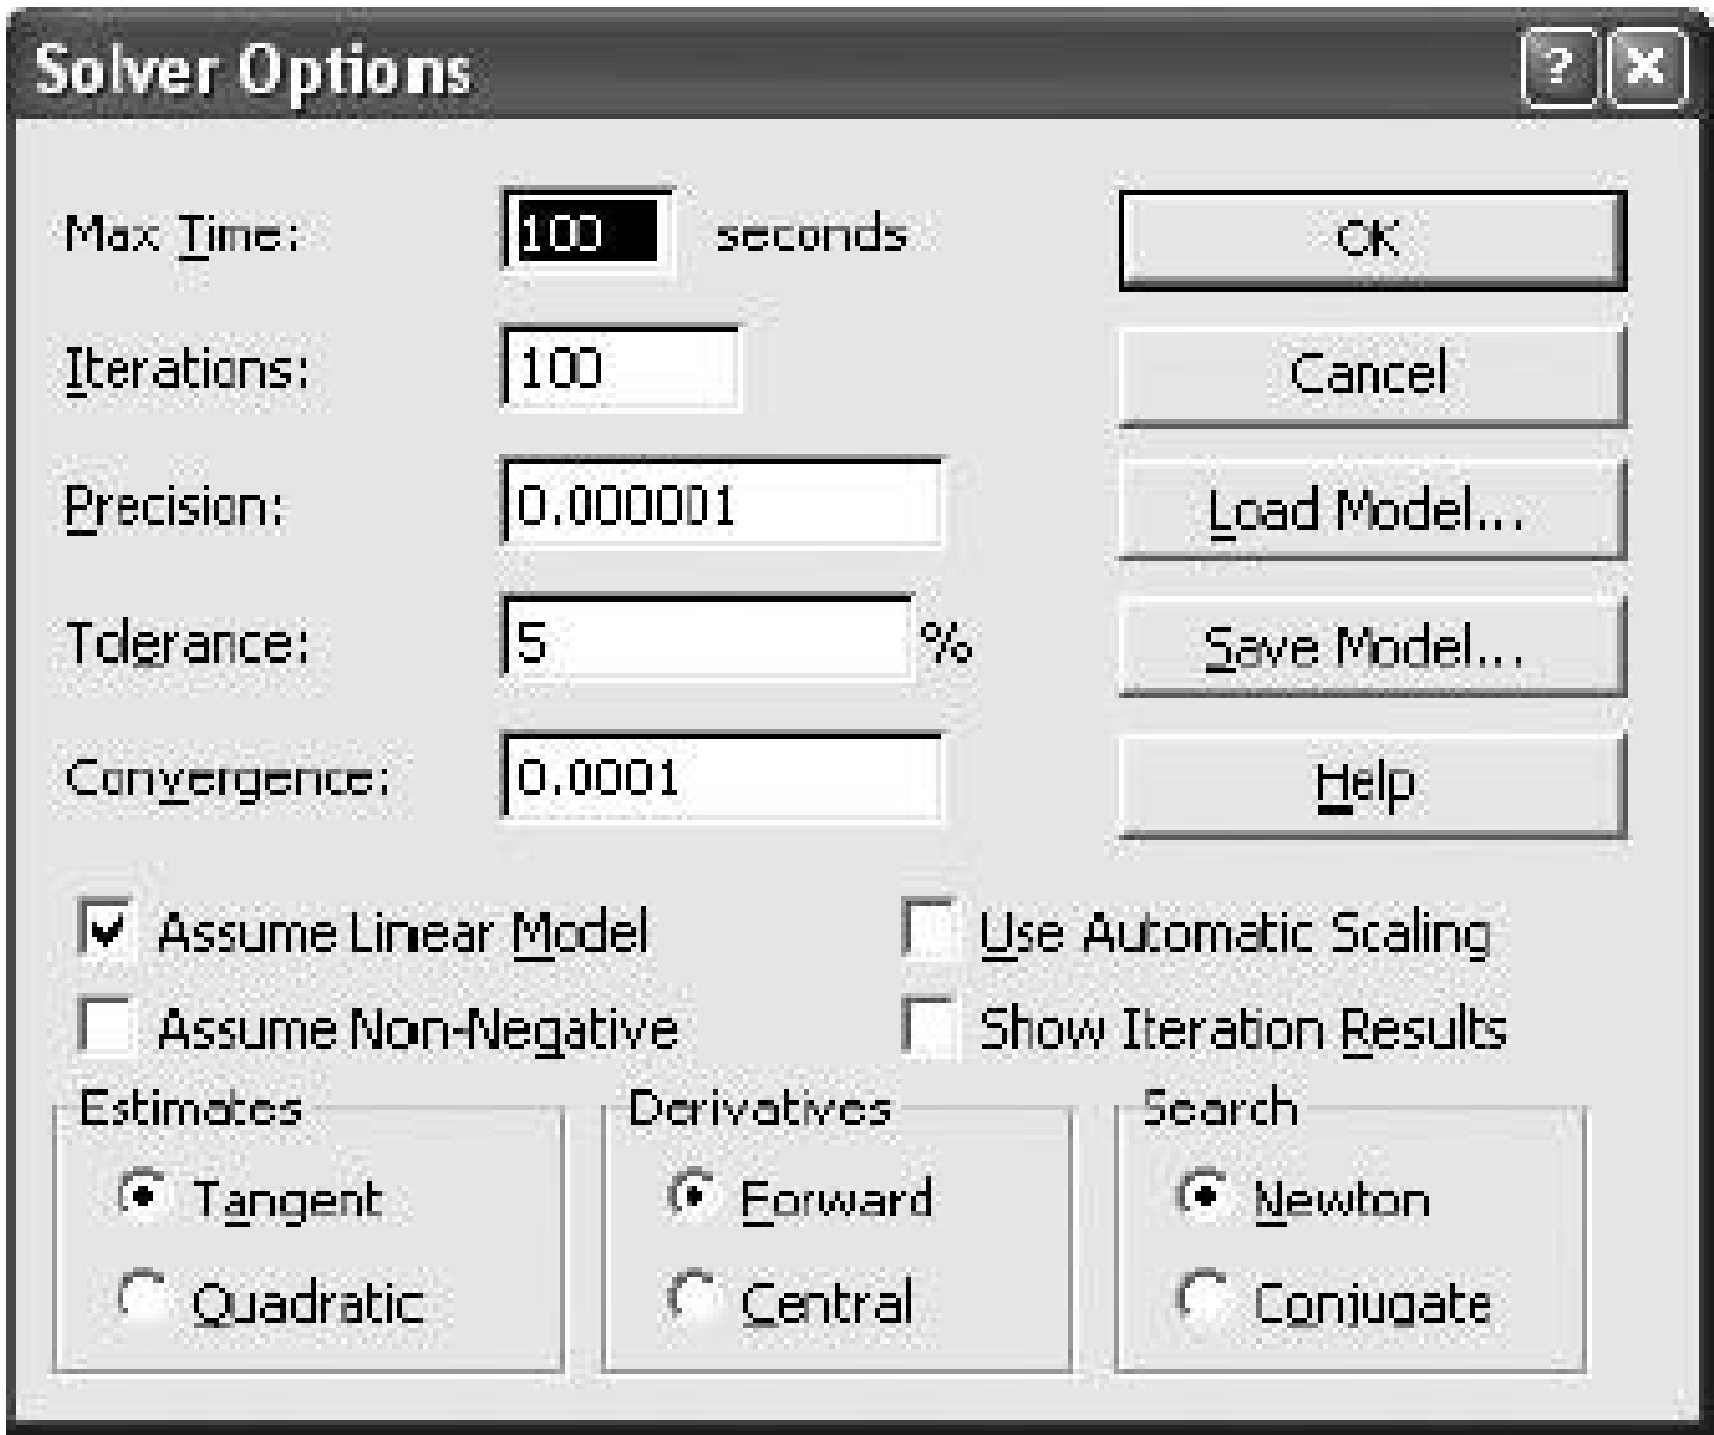 Solver Options
Max Time: 100 seconds
OK
Iterations: 100
Cancel
Precision: 0.000001
Load Model...
Tolerance: 5 %
Save Model...
Convergence: 0.0001
Help
Assume Linear Model
Use Automatic Scaling
Assume Non-Negative
Show Iteration Results
Estimates
Derivatives
Search
Tangent
Forward
Newton
Quadratic
Central
Conjugate